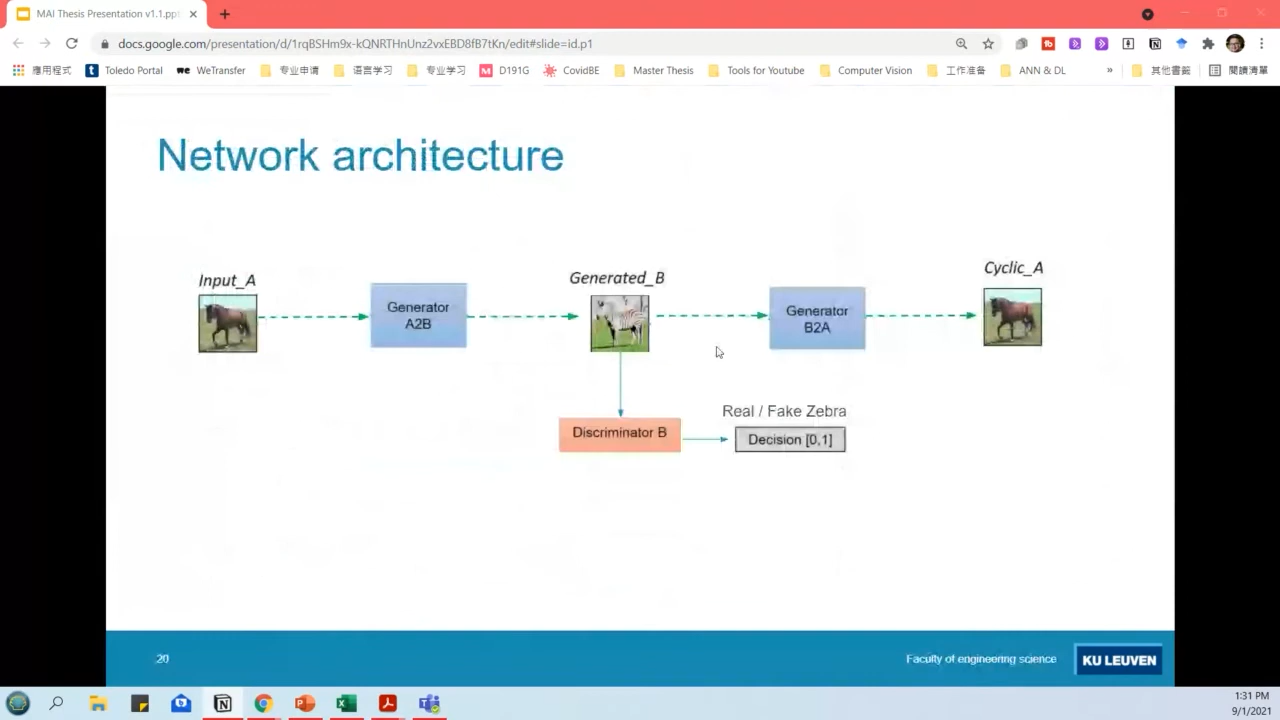 MAI Thesis Presentation v1.1.ppt
docs.google.com/presentation/d/1rqBSHm9x-kQNRTHnUnz2vxEBD8fB7tKn/edit#slide=id.p1
應用程式 Toledo Portal WeTransfer 专业申请 语言学习 专业学习 D191G CovidBE Master Thesis Tools for Youtube Computer Vision 工作准备 ANN & DL » 其他書籤 閱讀清單
Network architecture
Input_A
Generated_B
Cyclic_A
Generator
A2B
Generator
B2A
Real / Fake Zebra
Discriminator B
Decision [0,1]
20
Faculty of engineering science
KU LEUVEN
1:31 PM
9/1/2021